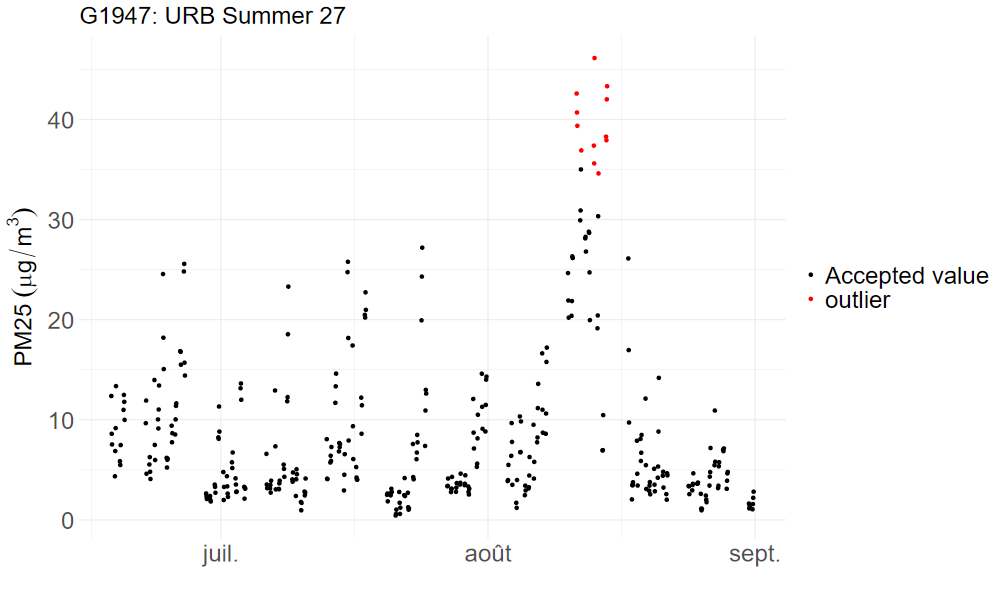 G1947: URB Summer 27
PM25 (μg/m³)
40
30
20
10
0
juil.
août
sept.
Accepted value
outlier